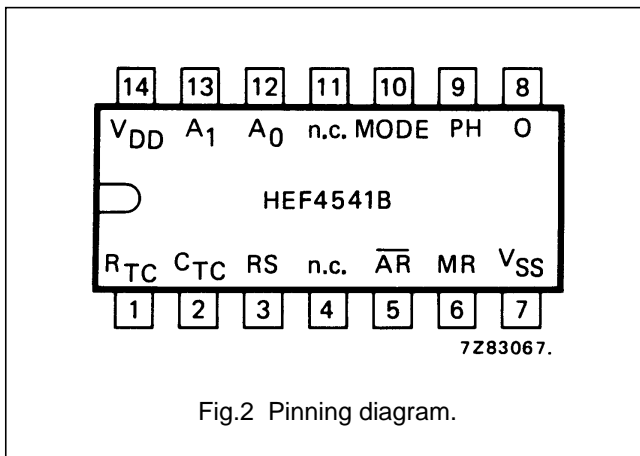 14 13 12 11 10 9 8
VDD A1 A0 n.c. MODE PH O
HEF4541B
RTC CTC RS n.c. A̅R̅ MR VSS
1 2 3 4 5 6 7
7Z83067.
Fig.2 Pinning diagram.